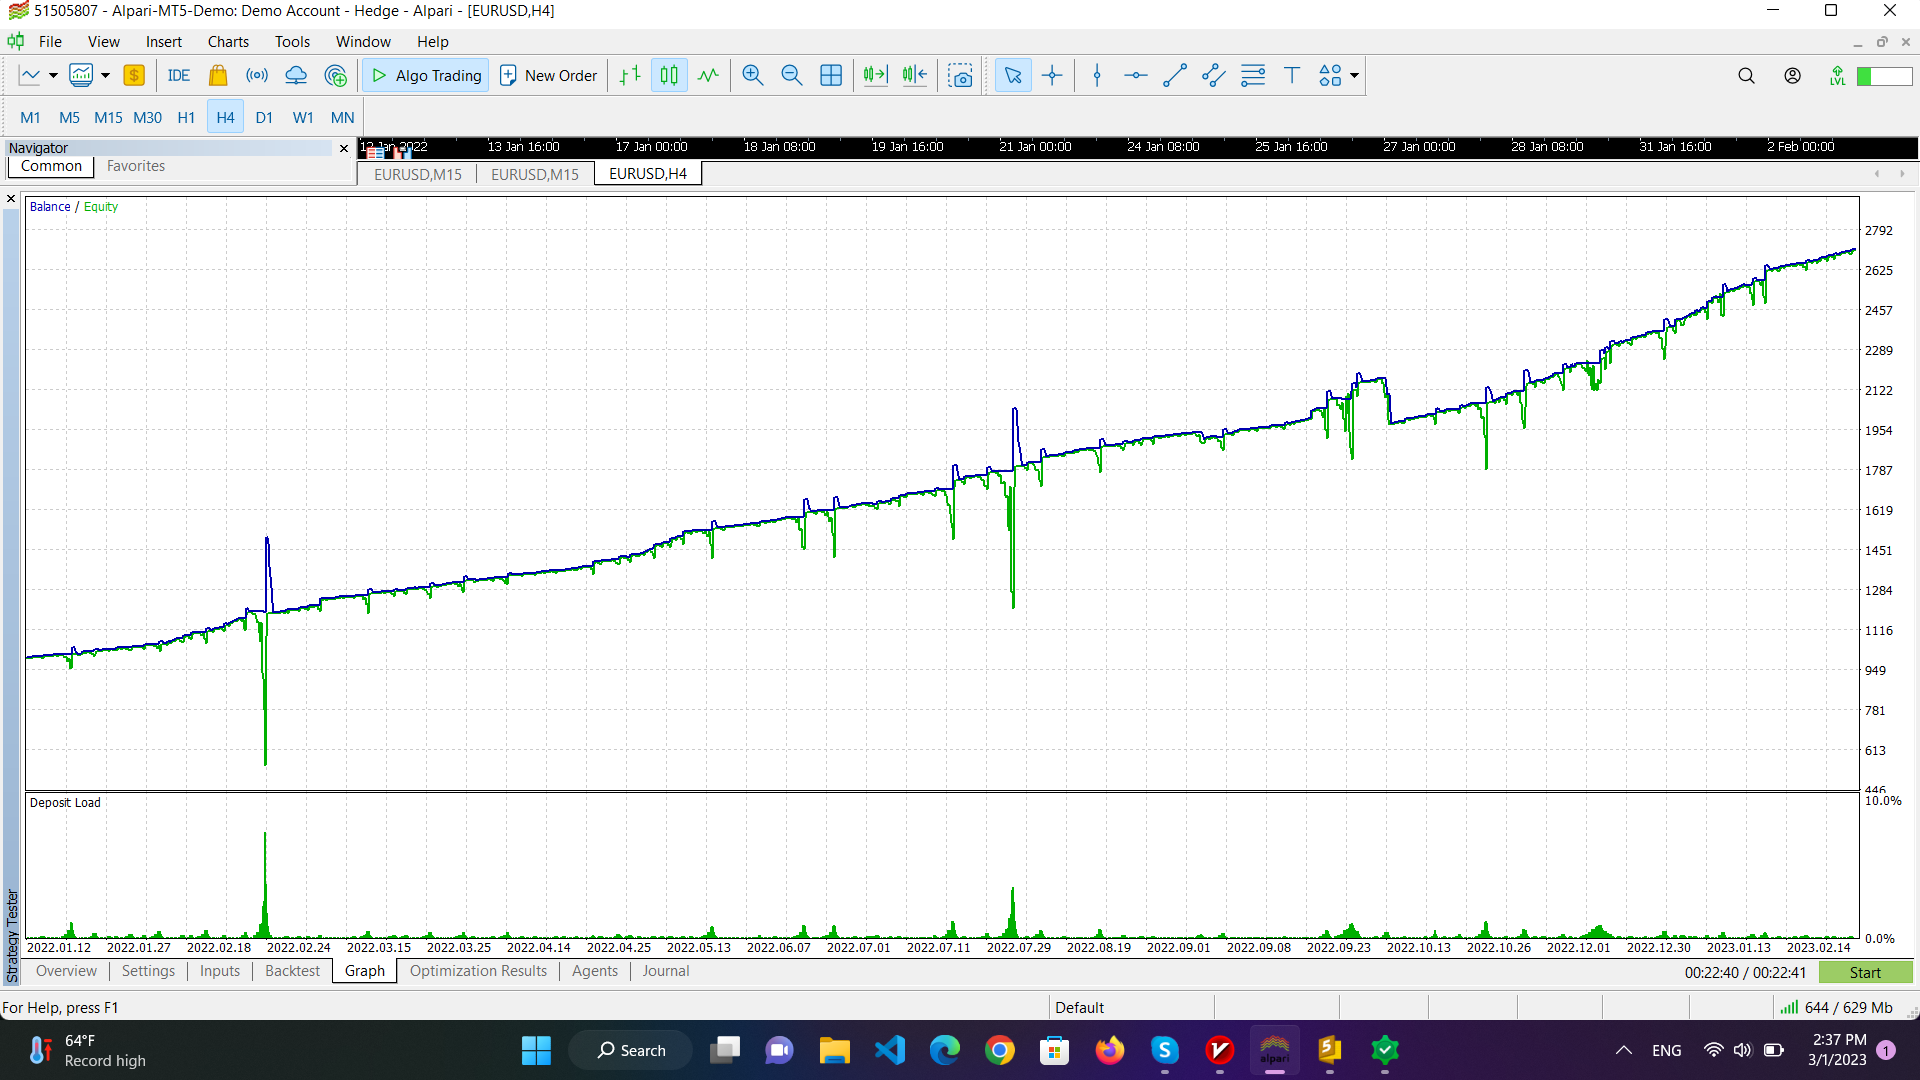 51505807 - Alpari-MT5-Demo: Demo Account - Hedge - Alpari - [EURUSD,H4]
File View Insert Charts Tools Window Help
IDE Algo Trading New Order LVL
M1 M5 M15 M30 H1 H4 D1 W1 MN
Navigator
12 Jan 2022 13 Jan 16:00 17 Jan 00:00 18 Jan 08:00 19 Jan 16:00 21 Jan 00:00 24 Jan 08:00 25 Jan 16:00 27 Jan 00:00 28 Jan 08:00 31 Jan 16:00 2 Feb 00:00
Common Favorites
EURUSD,M15 EURUSD,M15 EURUSD,H4
Balance / Equity
2792
2625
2457
2289
2122
1954
1787
1619
1451
1284
1116
949
781
613
446
Deposit Load
10.0%
0.0%
2022.01.12 2022.01.27 2022.02.18 2022.02.24 2022.03.15 2022.03.25 2022.04.14 2022.04.25 2022.05.13 2022.06.07 2022.07.01 2022.07.11 2022.07.29 2022.08.19 2022.09.01 2022.09.08 2022.09.23 2022.10.13 2022.10.26 2022.12.01 2022.12.30 2023.01.13 2023.02.14
Strategy Tester
Overview Settings Inputs Backtest Graph Optimization Results Agents Journal
00:22:40 / 00:22:41 Start
For Help, press F1 Default 644 / 629 Mb
64°F
Record high
Search
alpari
ENG
2:37 PM
3/1/2023
1